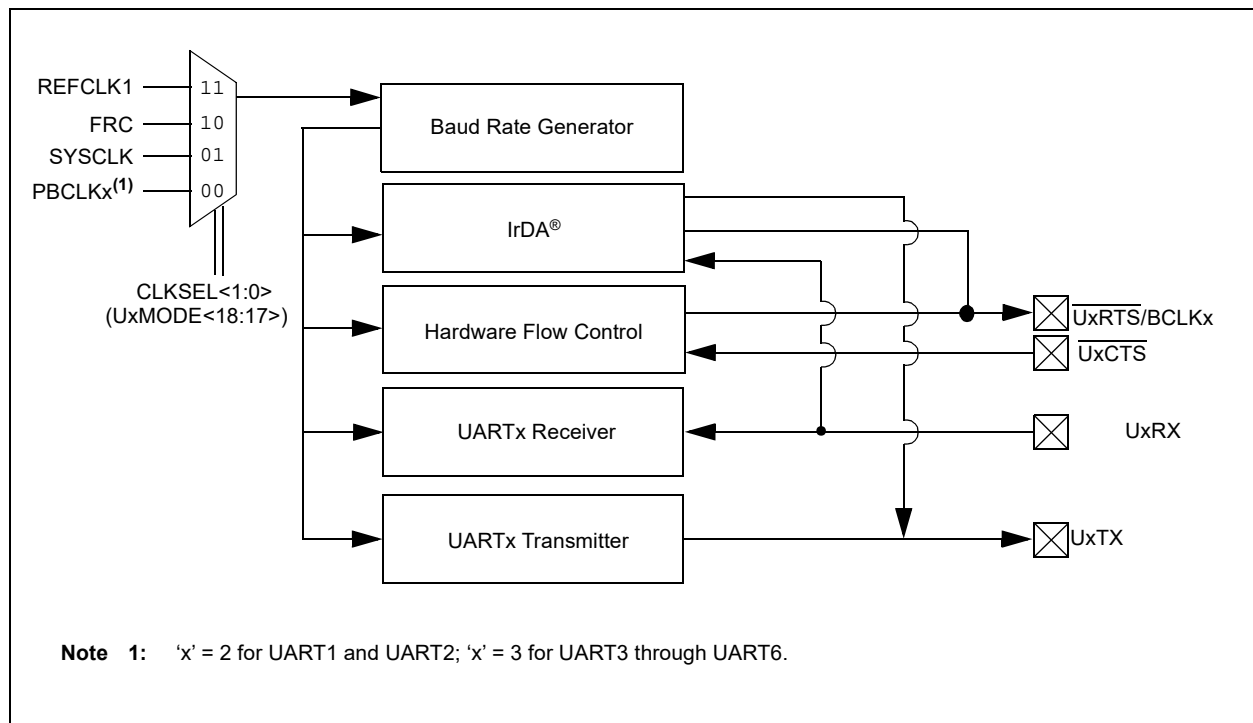 REFCLK1
11
FRC
10
SYSCLK
01
PBCLKx(1)
00
CLKSEL<1:0>
(UxMODE<18:17>)
Baud Rate Generator
IrDA®
Hardware Flow Control
UARTx Receiver
UARTx Transmitter
UxRTS/BCLKx
UxCTS
UxRX
UxTX
Note 1: ‘x’ = 2 for UART1 and UART2; ‘x’ = 3 for UART3 through UART6.